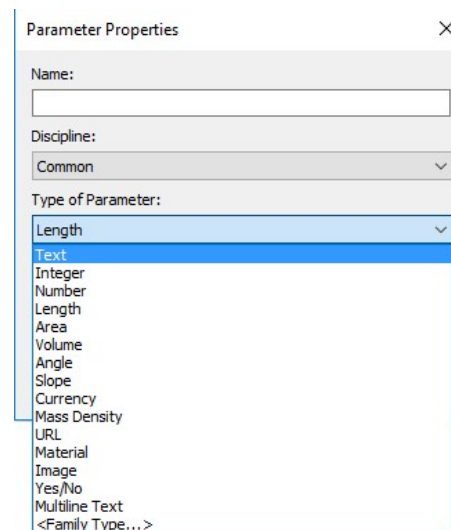 Parameter Properties
Name:
Discipline:
Common
Type of Parameter:
Length
Text
Integer
Number
Length
Area
Volume
Angle
Slope
Currency
Mass Density
URL
Material
Image
Yes/No
Multiline Text
<Family Type...>